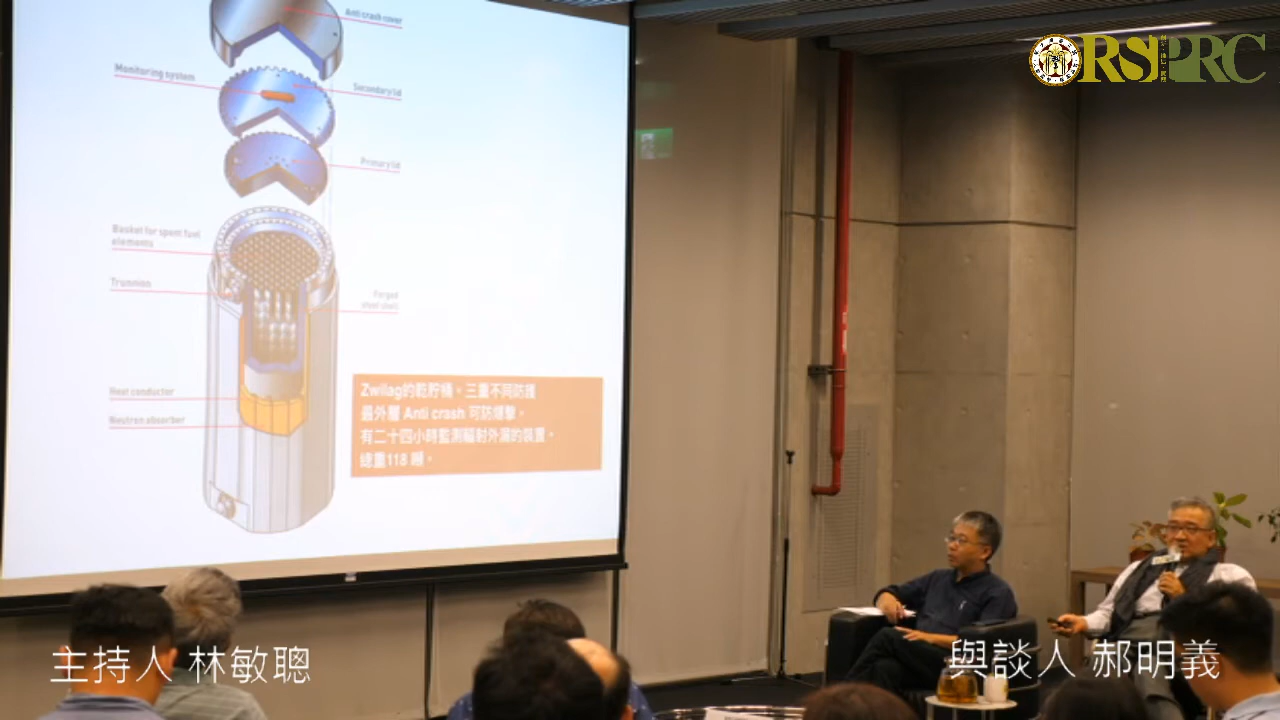 Anti crash cover
Monitoring system
Secondary lid
Primary lid
Basket for spent fuel
elements
Trunnion
Forged
steel shell
Heat conductor
Neutron absorber
Zwilag的乾貯桶。三重不同防護
最外層 Anti crash 可防爆擊。
有二十四小時監測輻射外漏的裝置。
總重118 噸。
RSPRC
主持人 林敏聰
與談人 郝明義